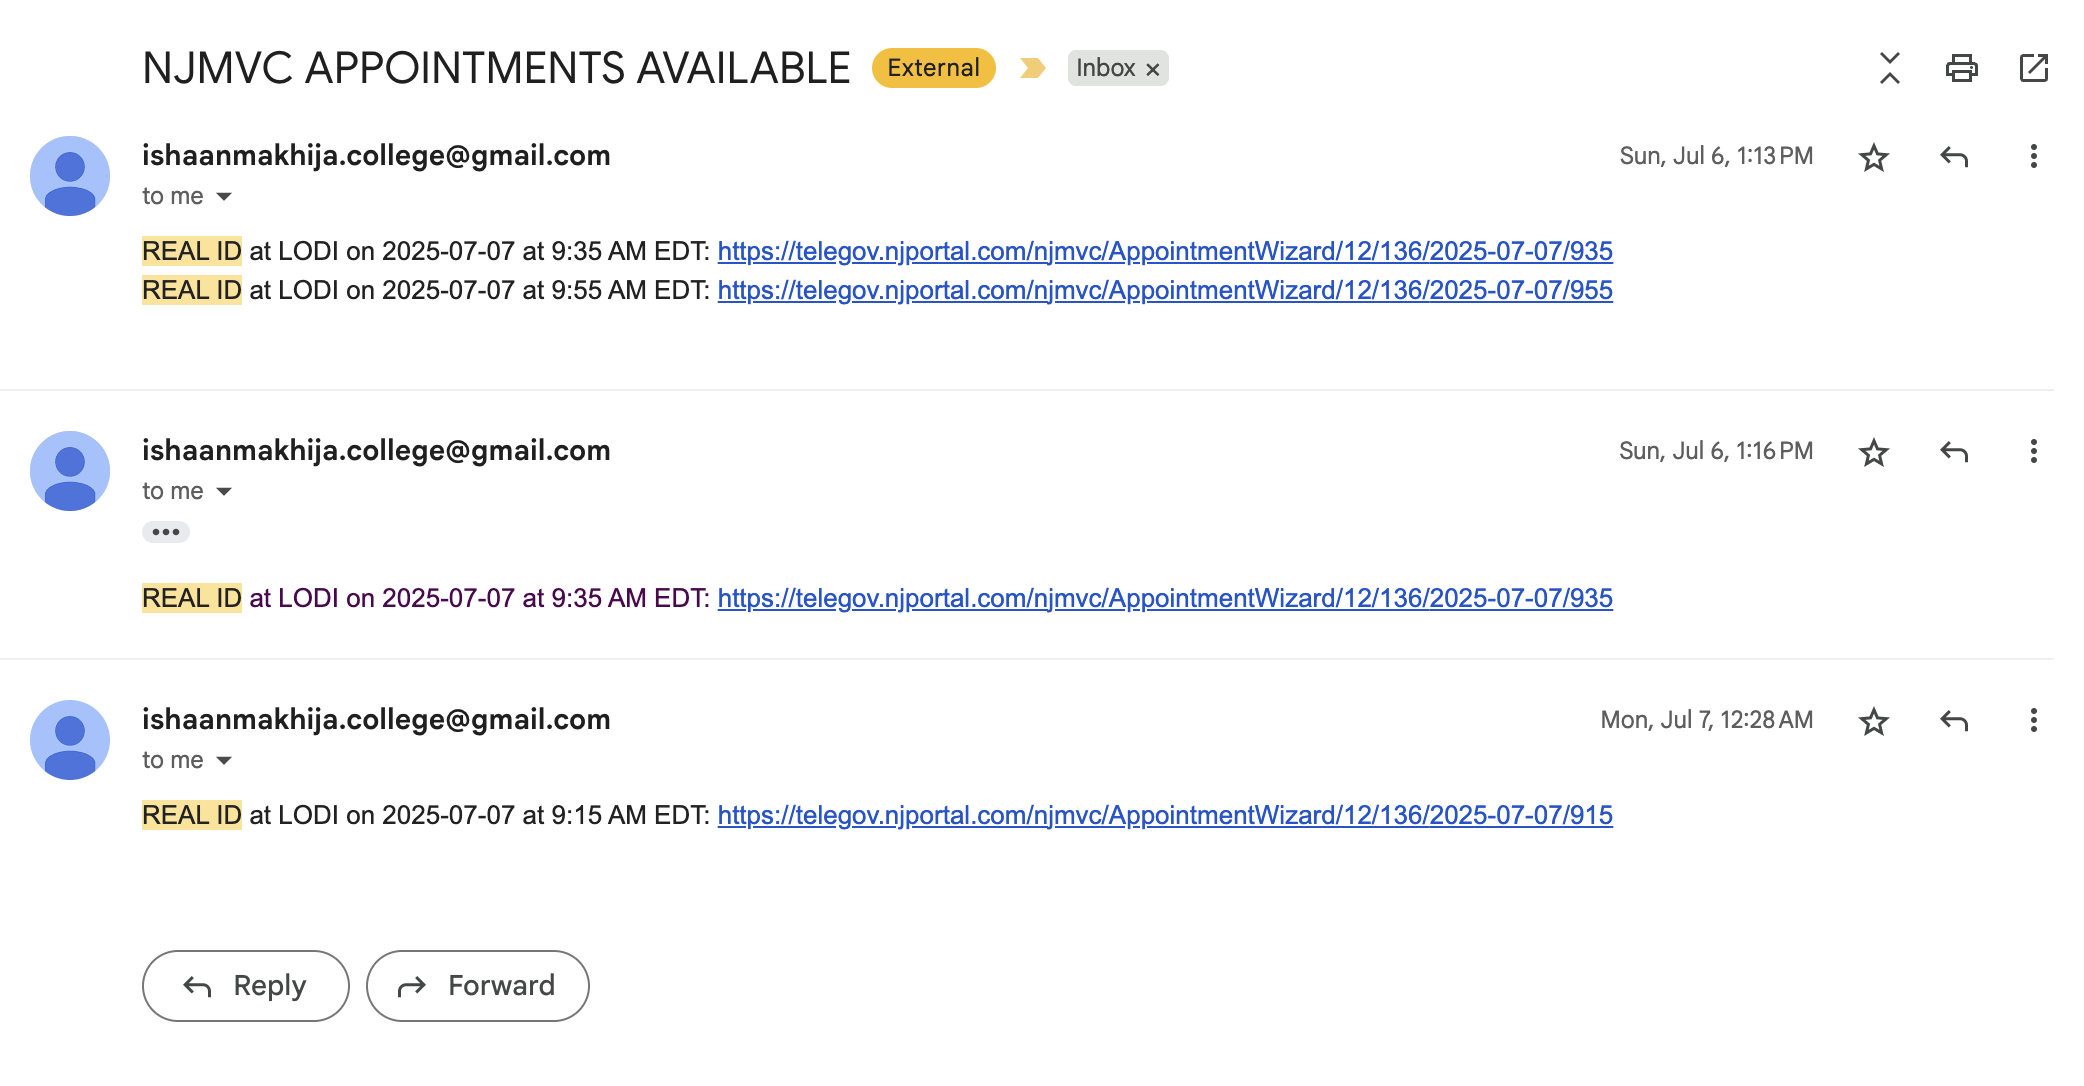 NJMVC APPOINTMENTS AVAILABLE External Inbox ×
ishaanmakhija.college@gmail.com Sun, Jul 6, 1:13 PM
to me
REAL ID at LODI on 2025-07-07 at 9:35 AM EDT: https://telegov.njportal.com/njmvc/AppointmentWizard/12/136/2025-07-07/935
REAL ID at LODI on 2025-07-07 at 9:55 AM EDT: https://telegov.njportal.com/njmvc/AppointmentWizard/12/136/2025-07-07/955
ishaanmakhija.college@gmail.com Sun, Jul 6, 1:16 PM
to me
REAL ID at LODI on 2025-07-07 at 9:35 AM EDT: https://telegov.njportal.com/njmvc/AppointmentWizard/12/136/2025-07-07/935
ishaanmakhija.college@gmail.com Mon, Jul 7, 12:28 AM
to me
REAL ID at LODI on 2025-07-07 at 9:15 AM EDT: https://telegov.njportal.com/njmvc/AppointmentWizard/12/136/2025-07-07/915
Reply Forward